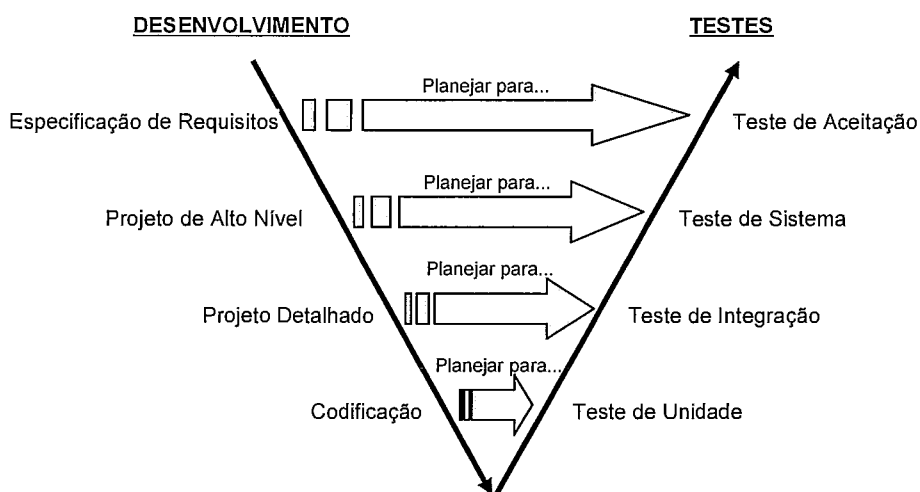 DESENVOLVIMENTO TESTES
Planejar para...
Especificação de Requisitos Teste de Aceitação
Planejar para...
Projeto de Alto Nível Teste de Sistema
Planejar para...
Projeto Detalhado Teste de Integração
Planejar para...
Codificação Teste de Unidade